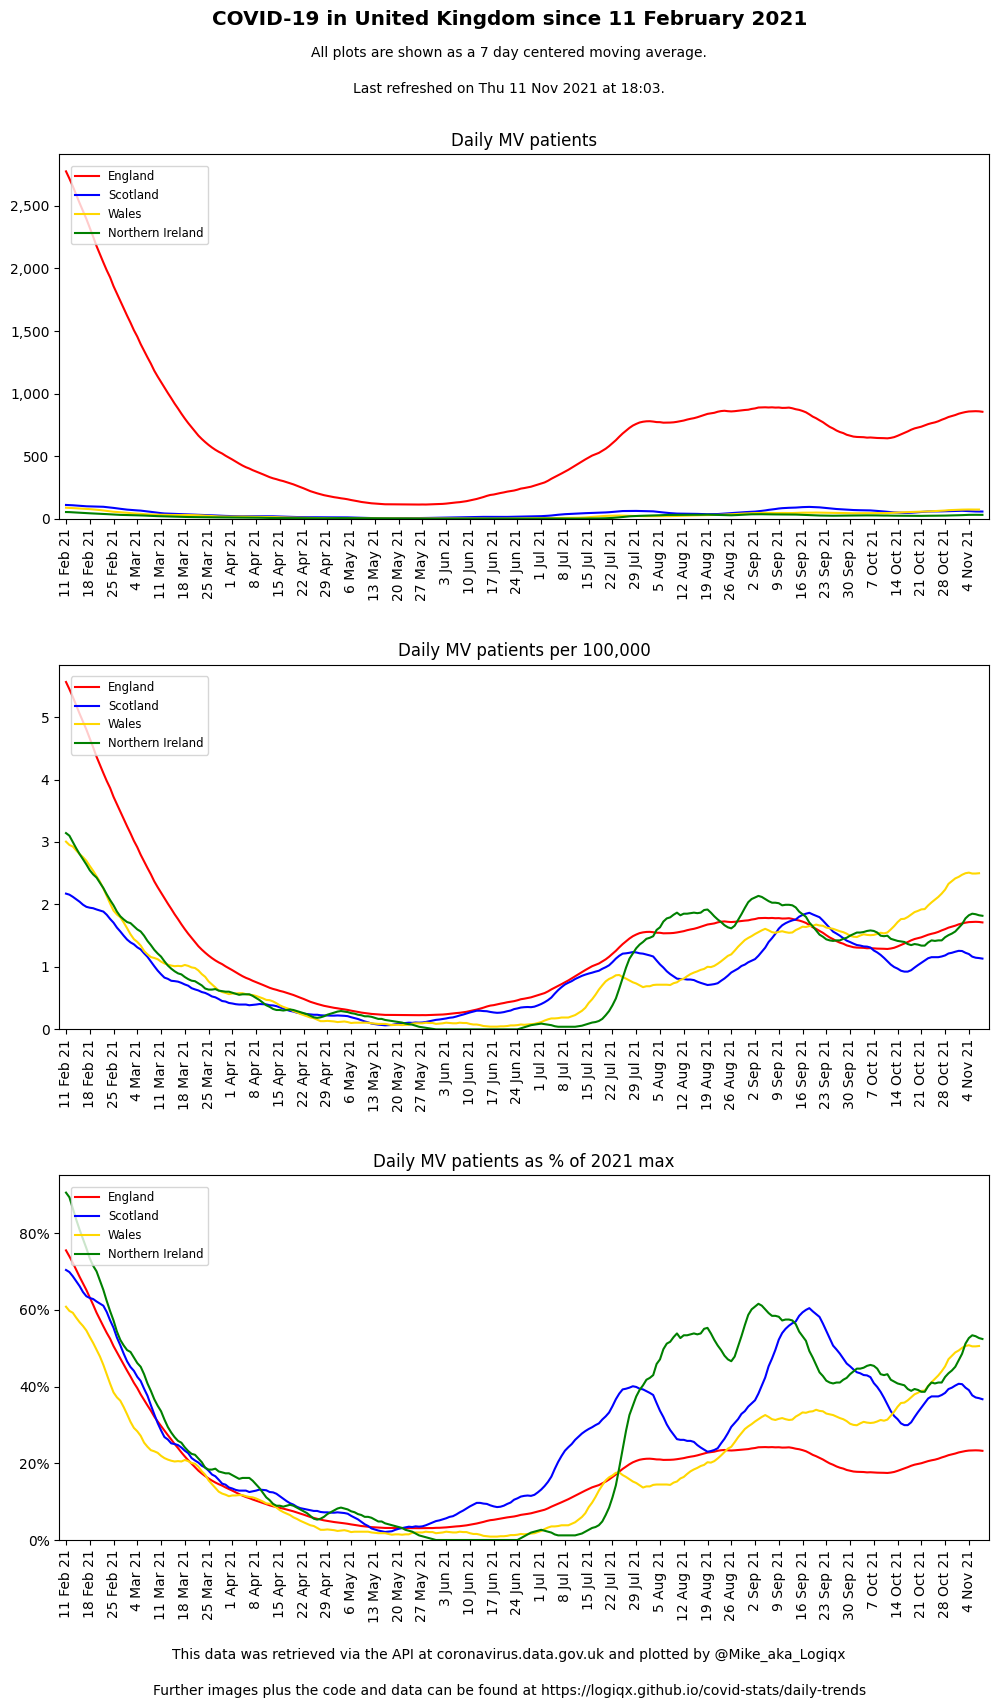 COVID-19 in United Kingdom since 11 February 2021
All plots are shown as a 7 day centered moving average.
Last refreshed on Thu 11 Nov 2021 at 18:03.
Daily MV patients
England
Scotland
Wales
Northern Ireland
2,500
2,000
1,500
1,000
500
0
11 Feb 21
18 Feb 21
25 Feb 21
4 Mar 21
11 Mar 21
18 Mar 21
25 Mar 21
1 Apr 21
8 Apr 21
15 Apr 21
22 Apr 21
29 Apr 21
6 May 21
13 May 21
20 May 21
27 May 21
3 Jun 21
10 Jun 21
17 Jun 21
24 Jun 21
1 Jul 21
8 Jul 21
15 Jul 21
22 Jul 21
29 Jul 21
5 Aug 21
12 Aug 21
19 Aug 21
26 Aug 21
2 Sep 21
9 Sep 21
16 Sep 21
23 Sep 21
30 Sep 21
7 Oct 21
14 Oct 21
21 Oct 21
28 Oct 21
4 Nov 21
Daily MV patients per 100,000
England
Scotland
Wales
Northern Ireland
5
4
3
2
1
0
11 Feb 21
18 Feb 21
25 Feb 21
4 Mar 21
11 Mar 21
18 Mar 21
25 Mar 21
1 Apr 21
8 Apr 21
15 Apr 21
22 Apr 21
29 Apr 21
6 May 21
13 May 21
20 May 21
27 May 21
3 Jun 21
10 Jun 21
17 Jun 21
24 Jun 21
1 Jul 21
8 Jul 21
15 Jul 21
22 Jul 21
29 Jul 21
5 Aug 21
12 Aug 21
19 Aug 21
26 Aug 21
2 Sep 21
9 Sep 21
16 Sep 21
23 Sep 21
30 Sep 21
7 Oct 21
14 Oct 21
21 Oct 21
28 Oct 21
4 Nov 21
Daily MV patients as % of 2021 max
England
Scotland
Wales
Northern Ireland
80%
60%
40%
20%
0%
11 Feb 21
18 Feb 21
25 Feb 21
4 Mar 21
11 Mar 21
18 Mar 21
25 Mar 21
1 Apr 21
8 Apr 21
15 Apr 21
22 Apr 21
29 Apr 21
6 May 21
13 May 21
20 May 21
27 May 21
3 Jun 21
10 Jun 21
17 Jun 21
24 Jun 21
1 Jul 21
8 Jul 21
15 Jul 21
22 Jul 21
29 Jul 21
5 Aug 21
12 Aug 21
19 Aug 21
26 Aug 21
2 Sep 21
9 Sep 21
16 Sep 21
23 Sep 21
30 Sep 21
7 Oct 21
14 Oct 21
21 Oct 21
28 Oct 21
4 Nov 21
This data was retrieved via the API at coronavirus.data.gov.uk and plotted by @Mike_aka_Logiqx
Further images plus the code and data can be found at https://logiqx.github.io/covid-stats/daily-trends